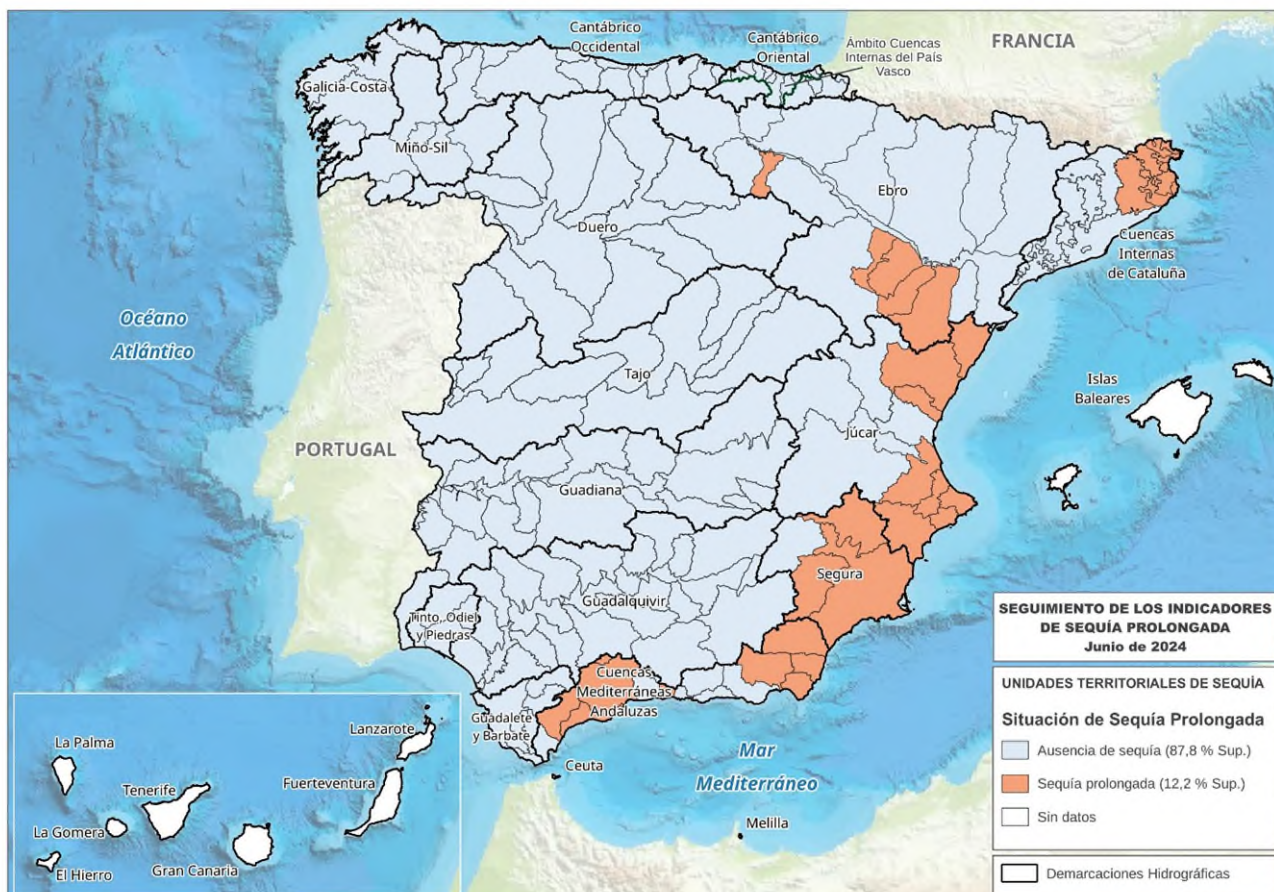 Cantábrico
Occidental
Cantábrico
Oriental
Ámbito Cuencas
Internas del País
Vasco
FRANCIA
Galicia-Costa
Miño-Sil
Ebro
Duero
Cuencas
Internas
de Cataluña
Océano
Atlántico
Tajo
Islas
Baleares
PORTUGAL
Júcar
Guadiana
Segura
Guadalquivir
Tinto, Odiel
y Piedras
Cuencas
Mediterráneas
Andaluzas
Guadalete
y Barbate
Ceuta
Mar
Mediterráneo
Melilla
Lanzarote
La Palma
Fuerteventura
Tenerife
La Gomera
El Hierro
Gran Canaria
SEGUIMIENTO DE LOS INDICADORES
DE SEQUÍA PROLONGADA
Junio de 2024
UNIDADES TERRITORIALES DE SEQUÍA
Situación de Sequía Prolongada
Ausencia de sequía (87,8 % Sup.)
Sequía prolongada (12,2 % Sup.)
Sin datos
Demarcaciones Hidrográficas